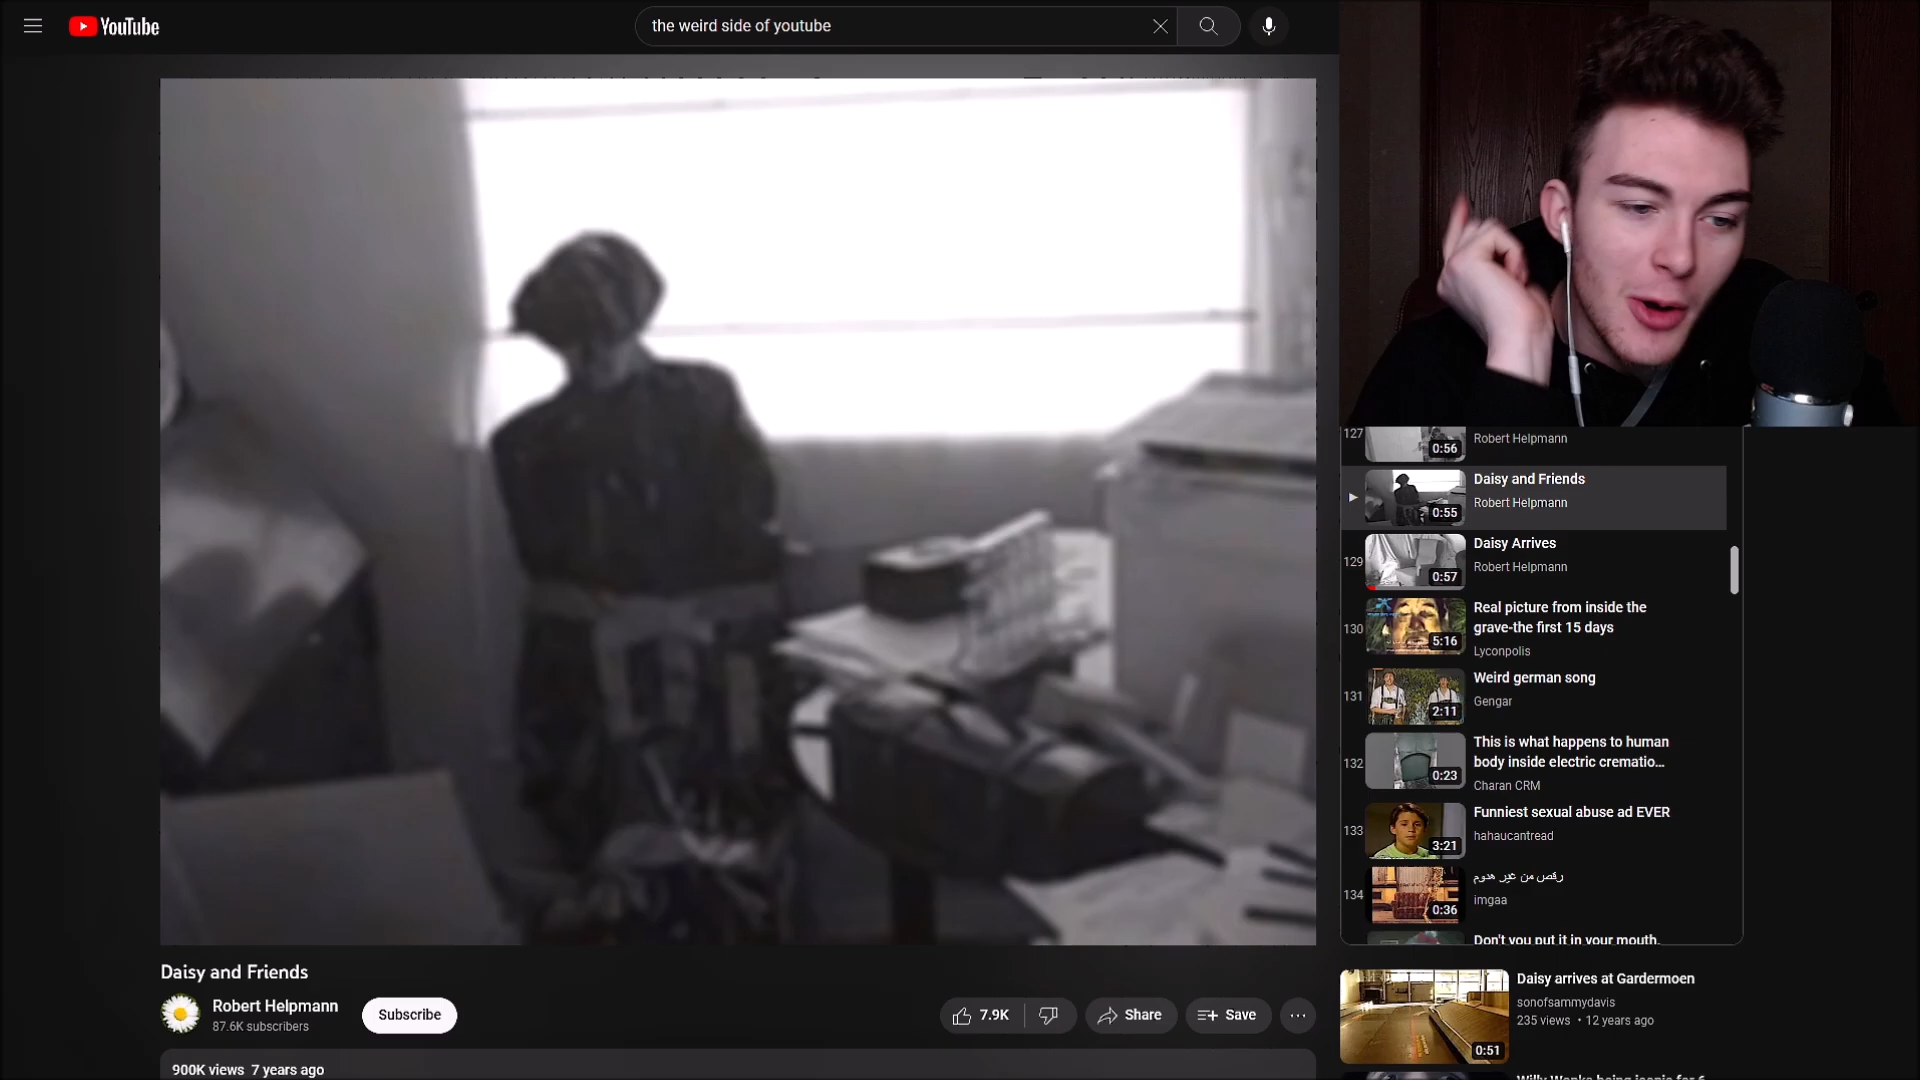 YouTube
the weird side of youtube
127
0:56
Robert Helpmann
0:55
Daisy and Friends
Robert Helpmann
129
0:57
Daisy Arrives
Robert Helpmann
130
5:16
Real picture from inside the
grave-the first 15 days
Lyconpolis
131
2:11
Weird german song
Gengar
132
0:23
This is what happens to human
body inside electric crematio...
Charan CRM
133
3:21
Funniest sexual abuse ad EVER
hahaucantread
134
0:36
رقص من غير هدوم
imgaa
Don't you put it in your mouth.
Daisy and Friends
Robert Helpmann
87.6K subscribers
Subscribe
7.9K
Share
Save
900K views 7 years ago
0:51
Daisy arrives at Gardermoen
sonofsammydavis
235 views • 12 years ago